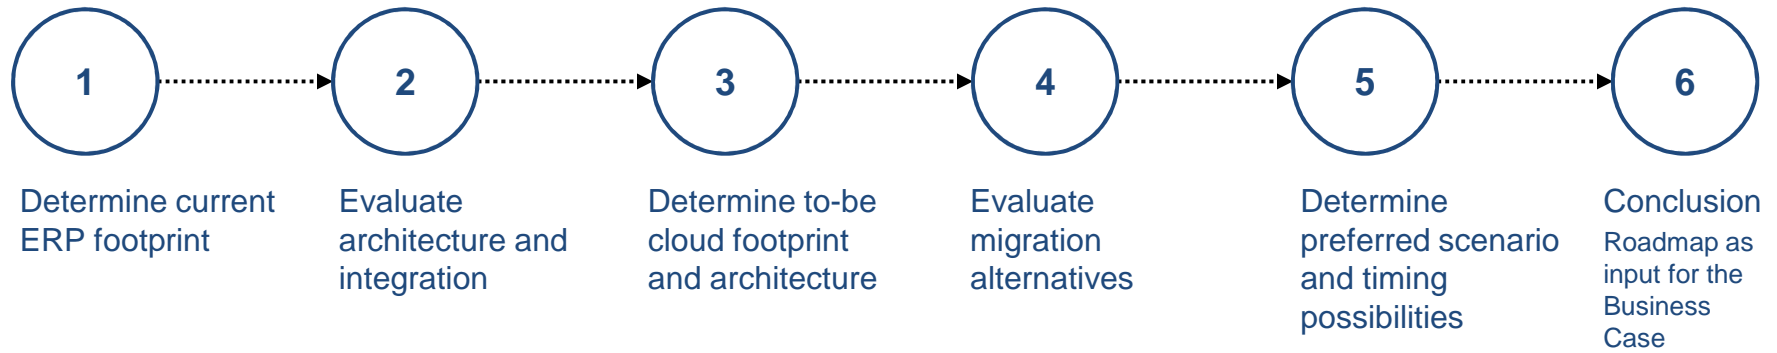 1
2
3
4
5
6
Determine current
ERP footprint
Evaluate
architecture and
integration
Determine to-be
cloud footprint
and architecture
Evaluate
migration
alternatives
Determine
preferred scenario
and timing
possibilities
Conclusion
Roadmap as
input for the
Business
Case